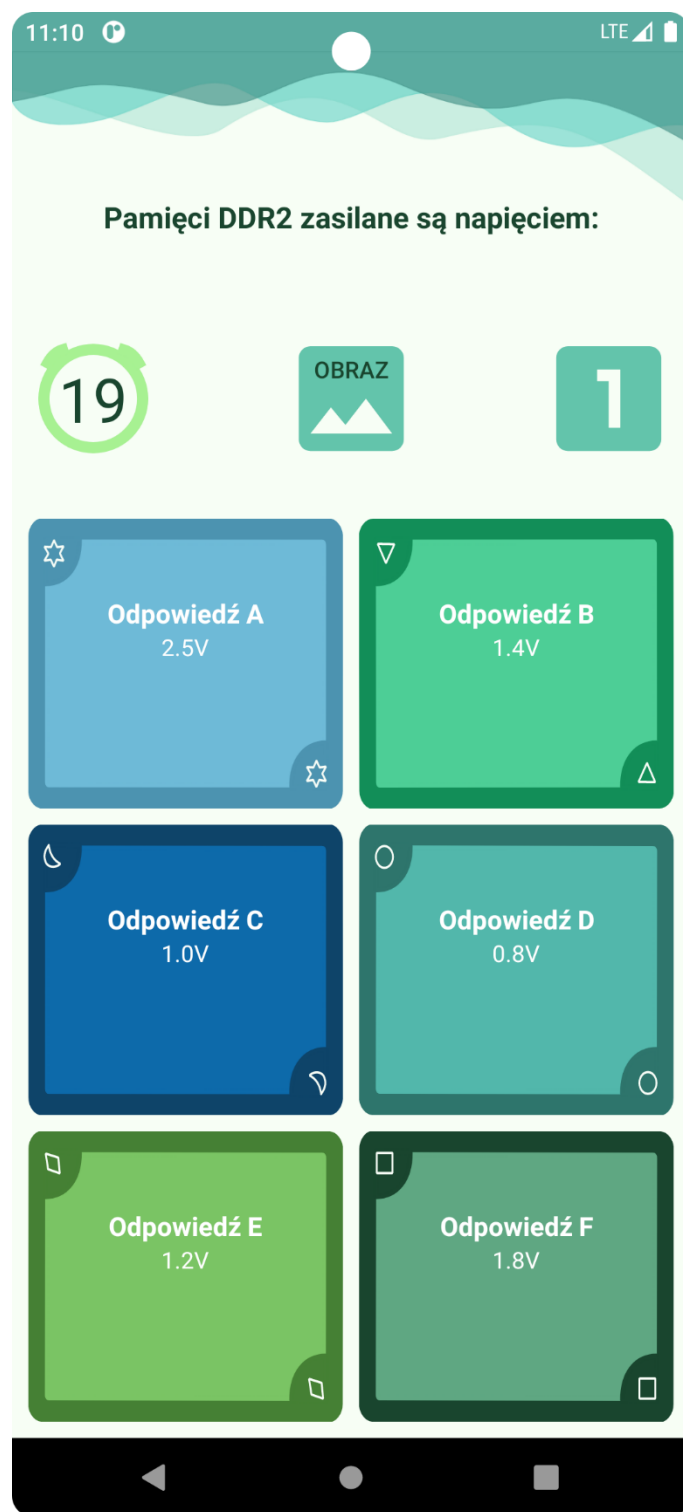 11:10
LTE
Pamięci DDR2 zasilane są napięciem:
19
OBRAZ
1
Odpowiedź A
2.5V
Odpowiedź B
1.4V
Odpowiedź C
1.0V
Odpowiedź D
0.8V
Odpowiedź E
1.2V
Odpowiedź F
1.8V